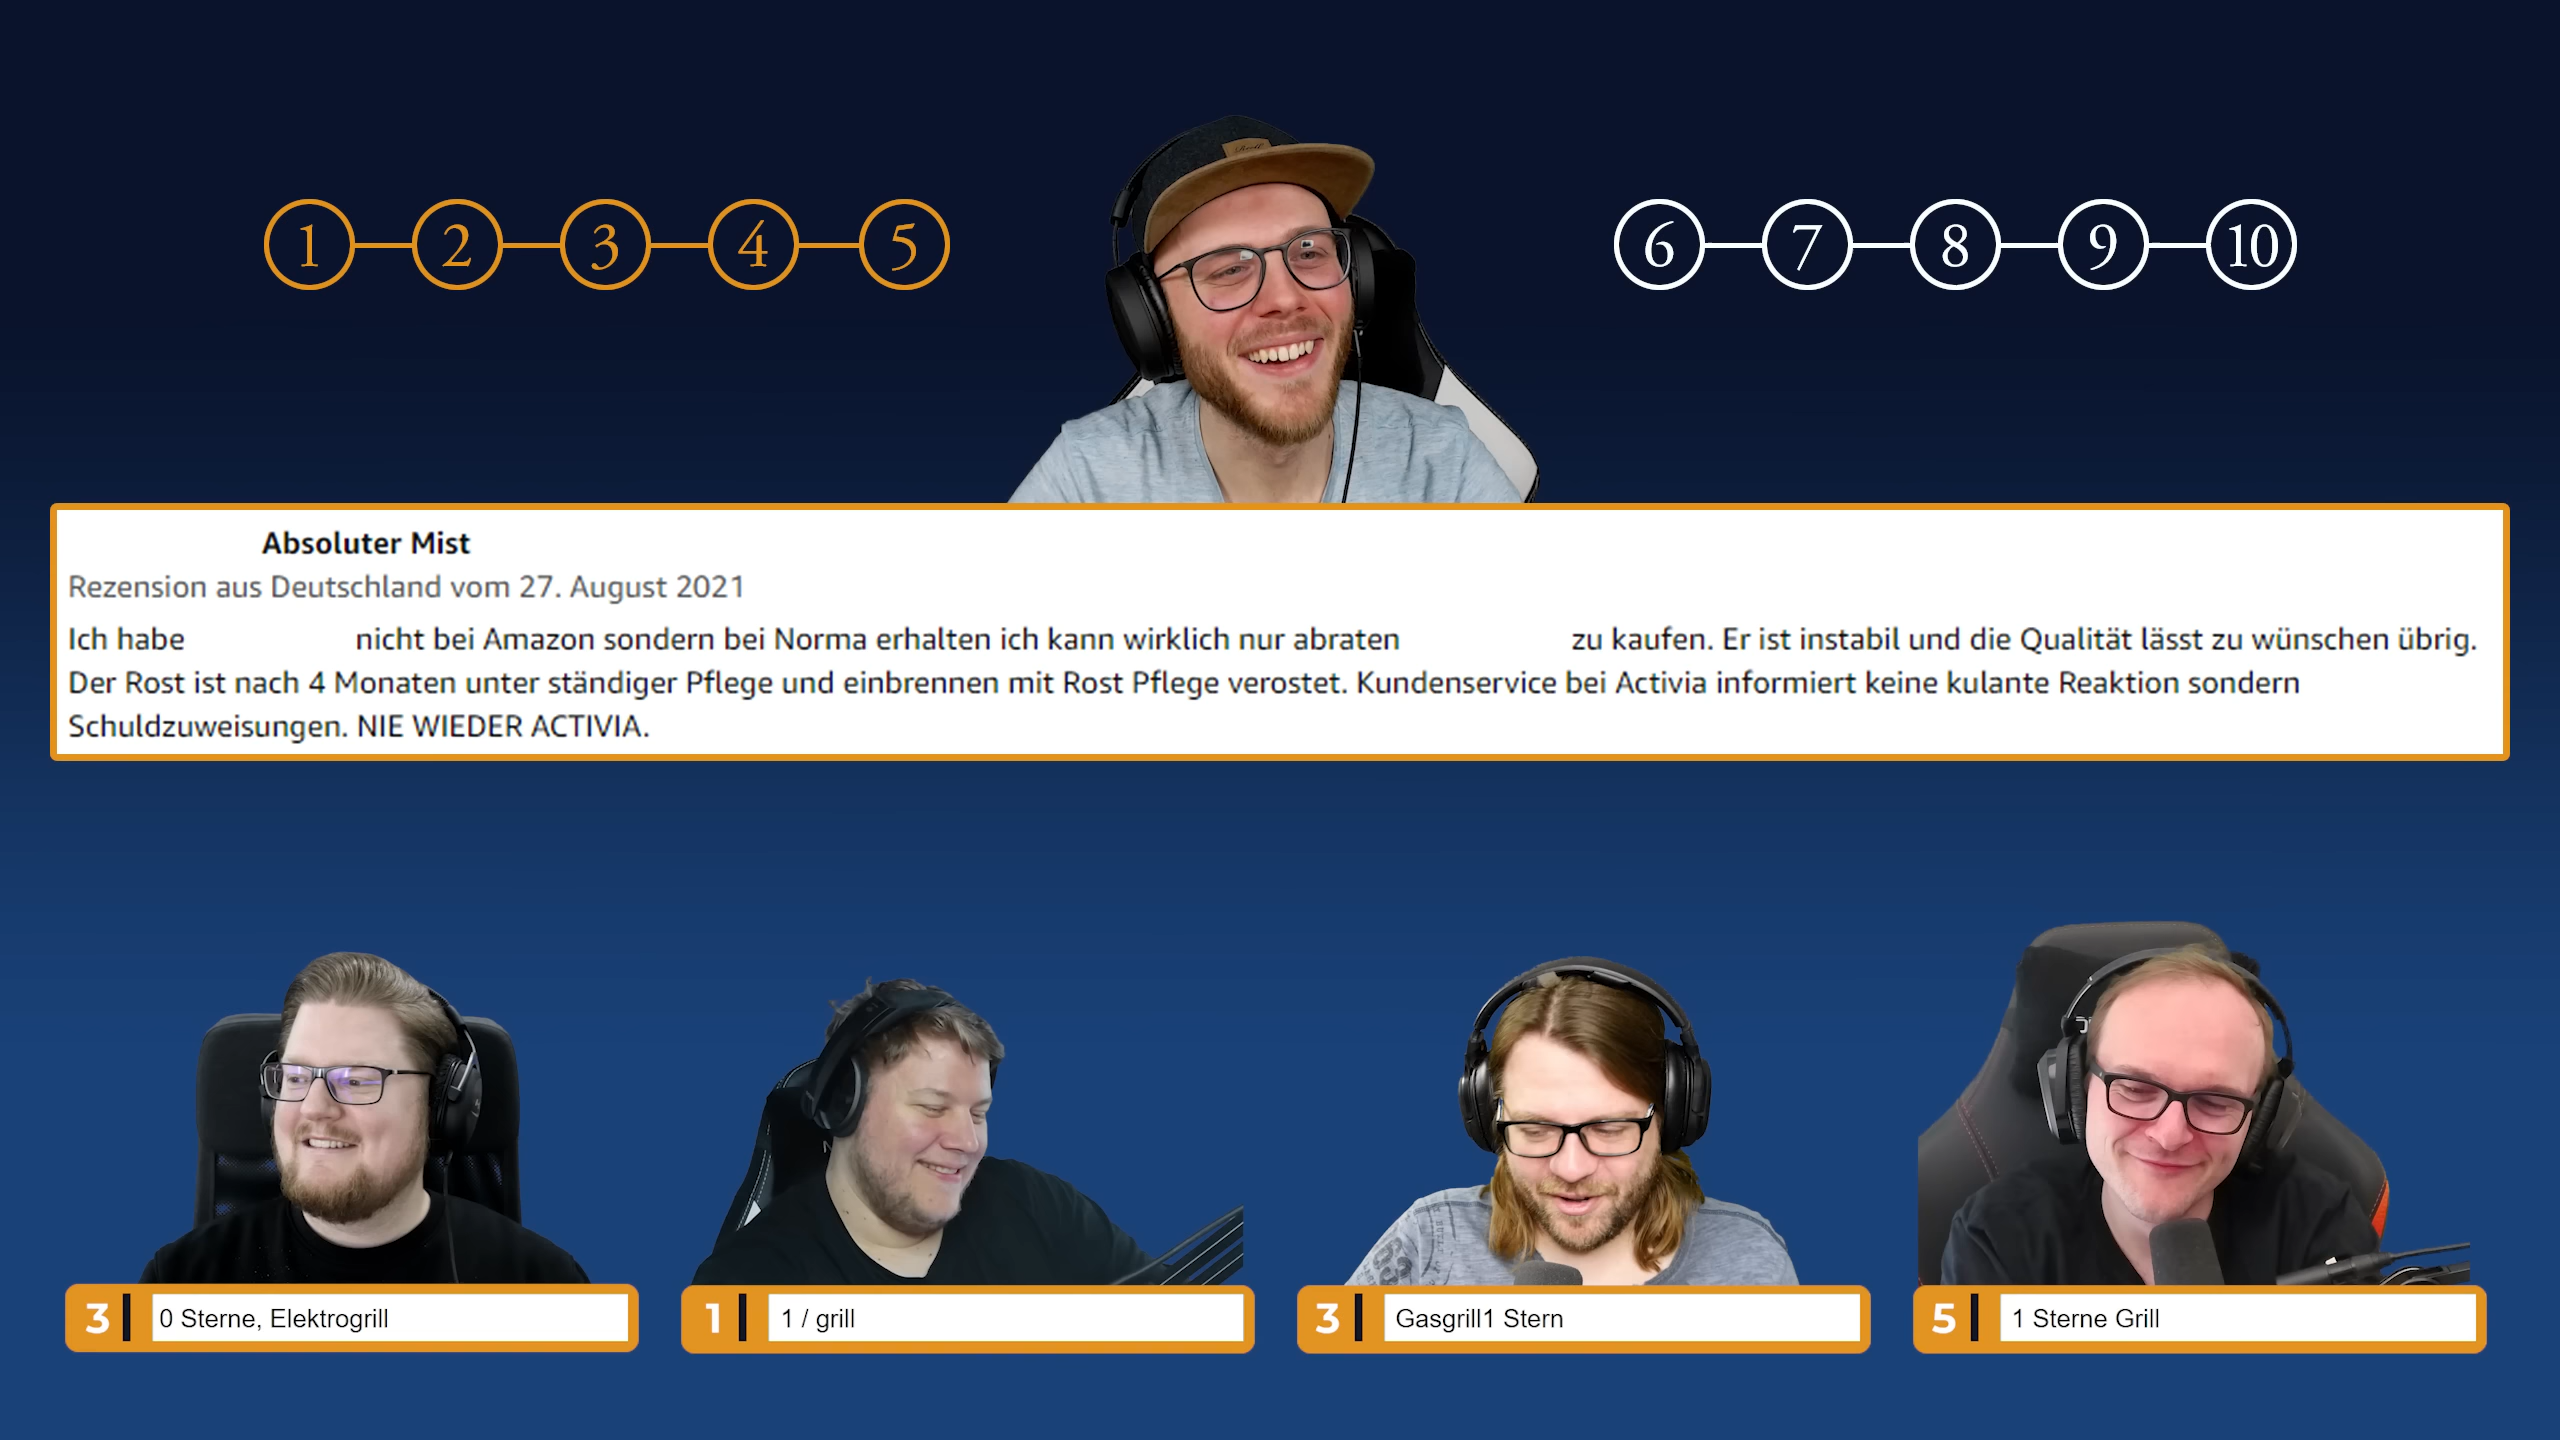 1 2 3 4 5 6 7 8 9 10
Absoluter Mist
Rezension aus Deutschland vom 27. August 2021
Ich habe nicht bei Amazon sondern bei Norma erhalten ich kann wirklich nur abraten zu kaufen. Er ist instabil und die Qualität lässt zu wünschen übrig.
Der Rost ist nach 4 Monaten unter ständiger Pflege und einbrennen mit Rost Pflege verostet. Kundenservice bei Activia informiert keine kulante Reaktion sondern
Schuldzuweisungen. NIE WIEDER ACTIVIA.
3 0 Sterne, Elektrogrill
1 1 / grill
3 Gasgrill1 Stern
5 1 Sterne Grill